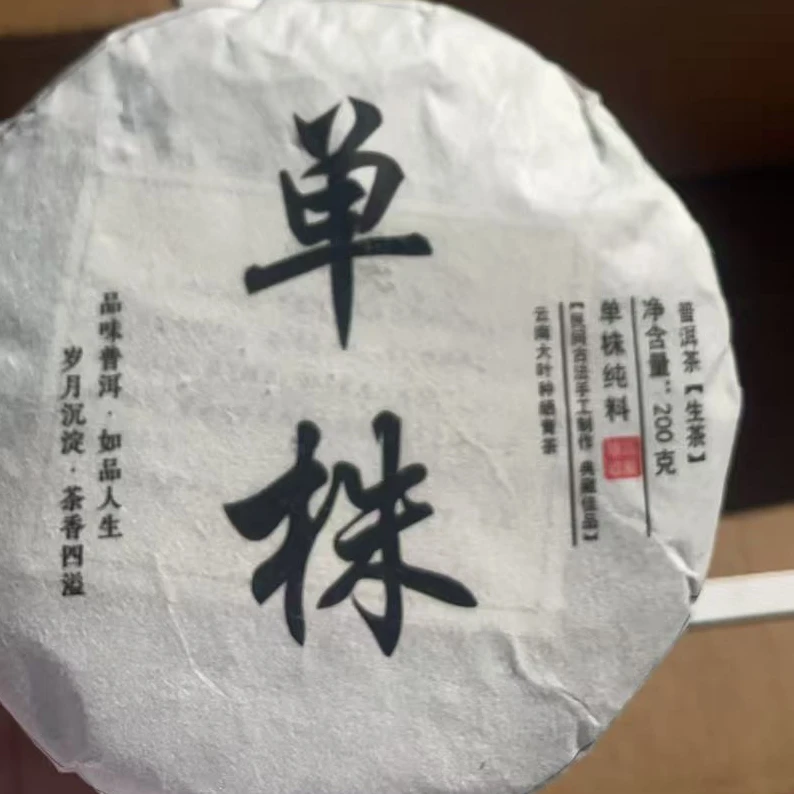 单株
普洱茶【生茶】
净含量：200克
单株纯料
【民间古法手工制作 典藏佳品】
云南大叶种晒青茶
品味普洱·如品人生
岁月沉淀·茶香四溢